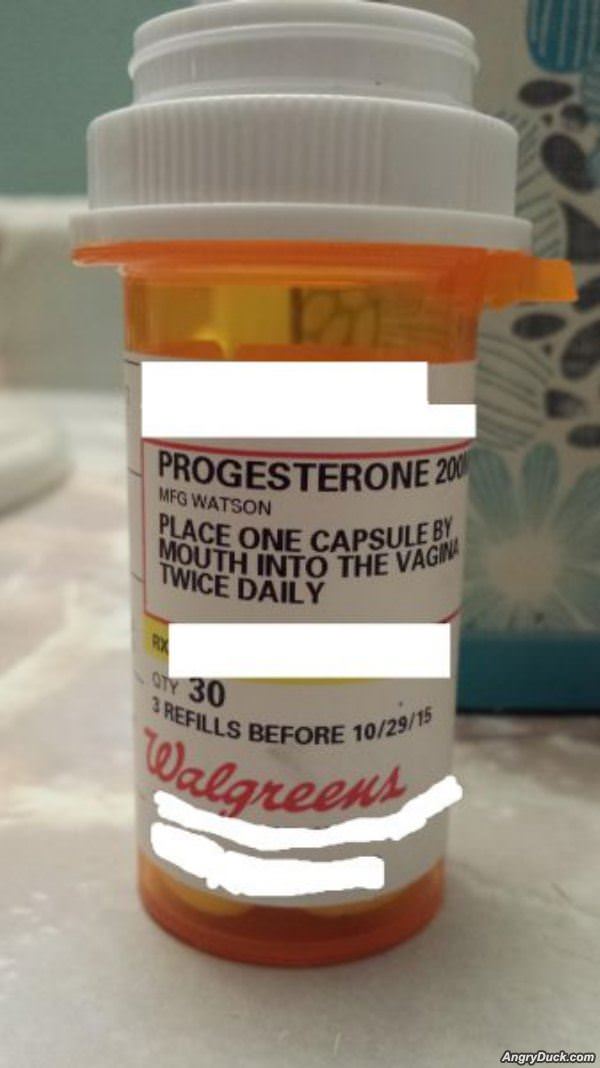 PROGESTERONE 200M
MFG WATSON
PLACE ONE CAPSULE BY
MOUTH INTO THE VAGINA
TWICE DAILY
RX
QTY 30
3 REFILLS BEFORE 10/29/15
Walgreens
AngryDuck.com